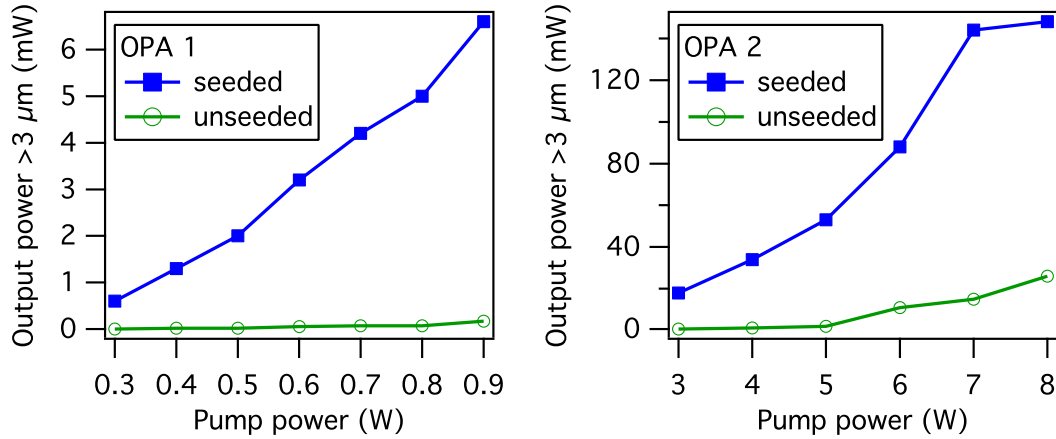 Output power >3 µm (mW)
6
5
4
3
2
1
0
OPA 1
seeded
unseeded
0.3 0.4 0.5 0.6 0.7 0.8 0.9
Pump power (W)
Output power >3 µm (mW)
120
80
40
0
OPA 2
seeded
unseeded
3 4 5 6 7 8
Pump power (W)